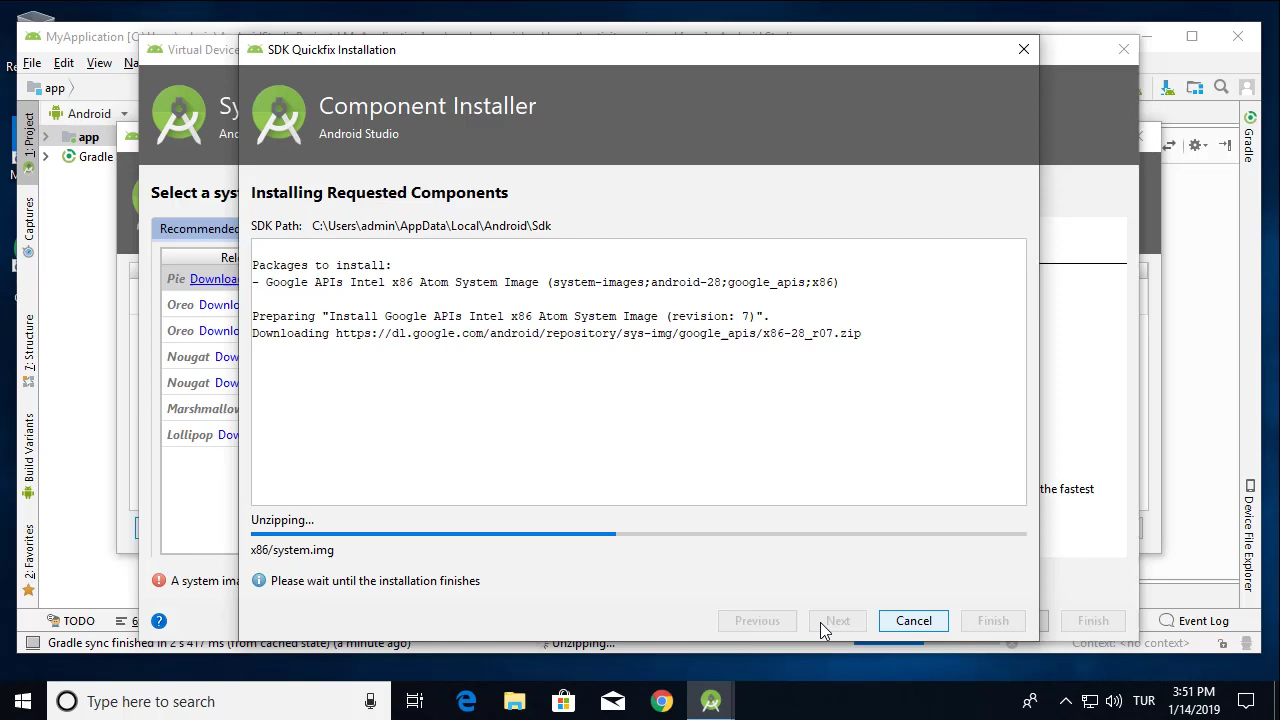 MyApplication [C
File Edit View Na
app
Android
app
Gradle
1: Project
Captures
7: Structure
Build Variants
2: Favorites
Virtual Devic
Select a sys
Recommended
Pie Download
Oreo Downlo
Oreo Downlo
Nougat Dow
Nougat Dow
Marshmallow
Lollipop Dow
A system ima
SDK Quickfix Installation
Component Installer
Android Studio
Installing Requested Components
SDK Path: C:\Users\admin\AppData\Local\Android\Sdk
Packages to install:
- Google APIs Intel x86 Atom System Image (system-images;android-28;google_apis;x86)
Preparing "Install Google APIs Intel x86 Atom System Image (revision: 7)".
Downloading https://dl.google.com/android/repository/sys-img/google_apis/x86-28_r07.zip
Unzipping...
x86/system.img
Please wait until the installation finishes
Previous Next Cancel Finish
Finish
the fastest
Gradle
Device File Explorer
TODO 6
Event Log
Gradle sync finished in 2 s 417 ms (from cached state) (a minute ago)
Unzipping...
Context: <no context>
Type here to search
TUR
3:51 PM
1/14/2019